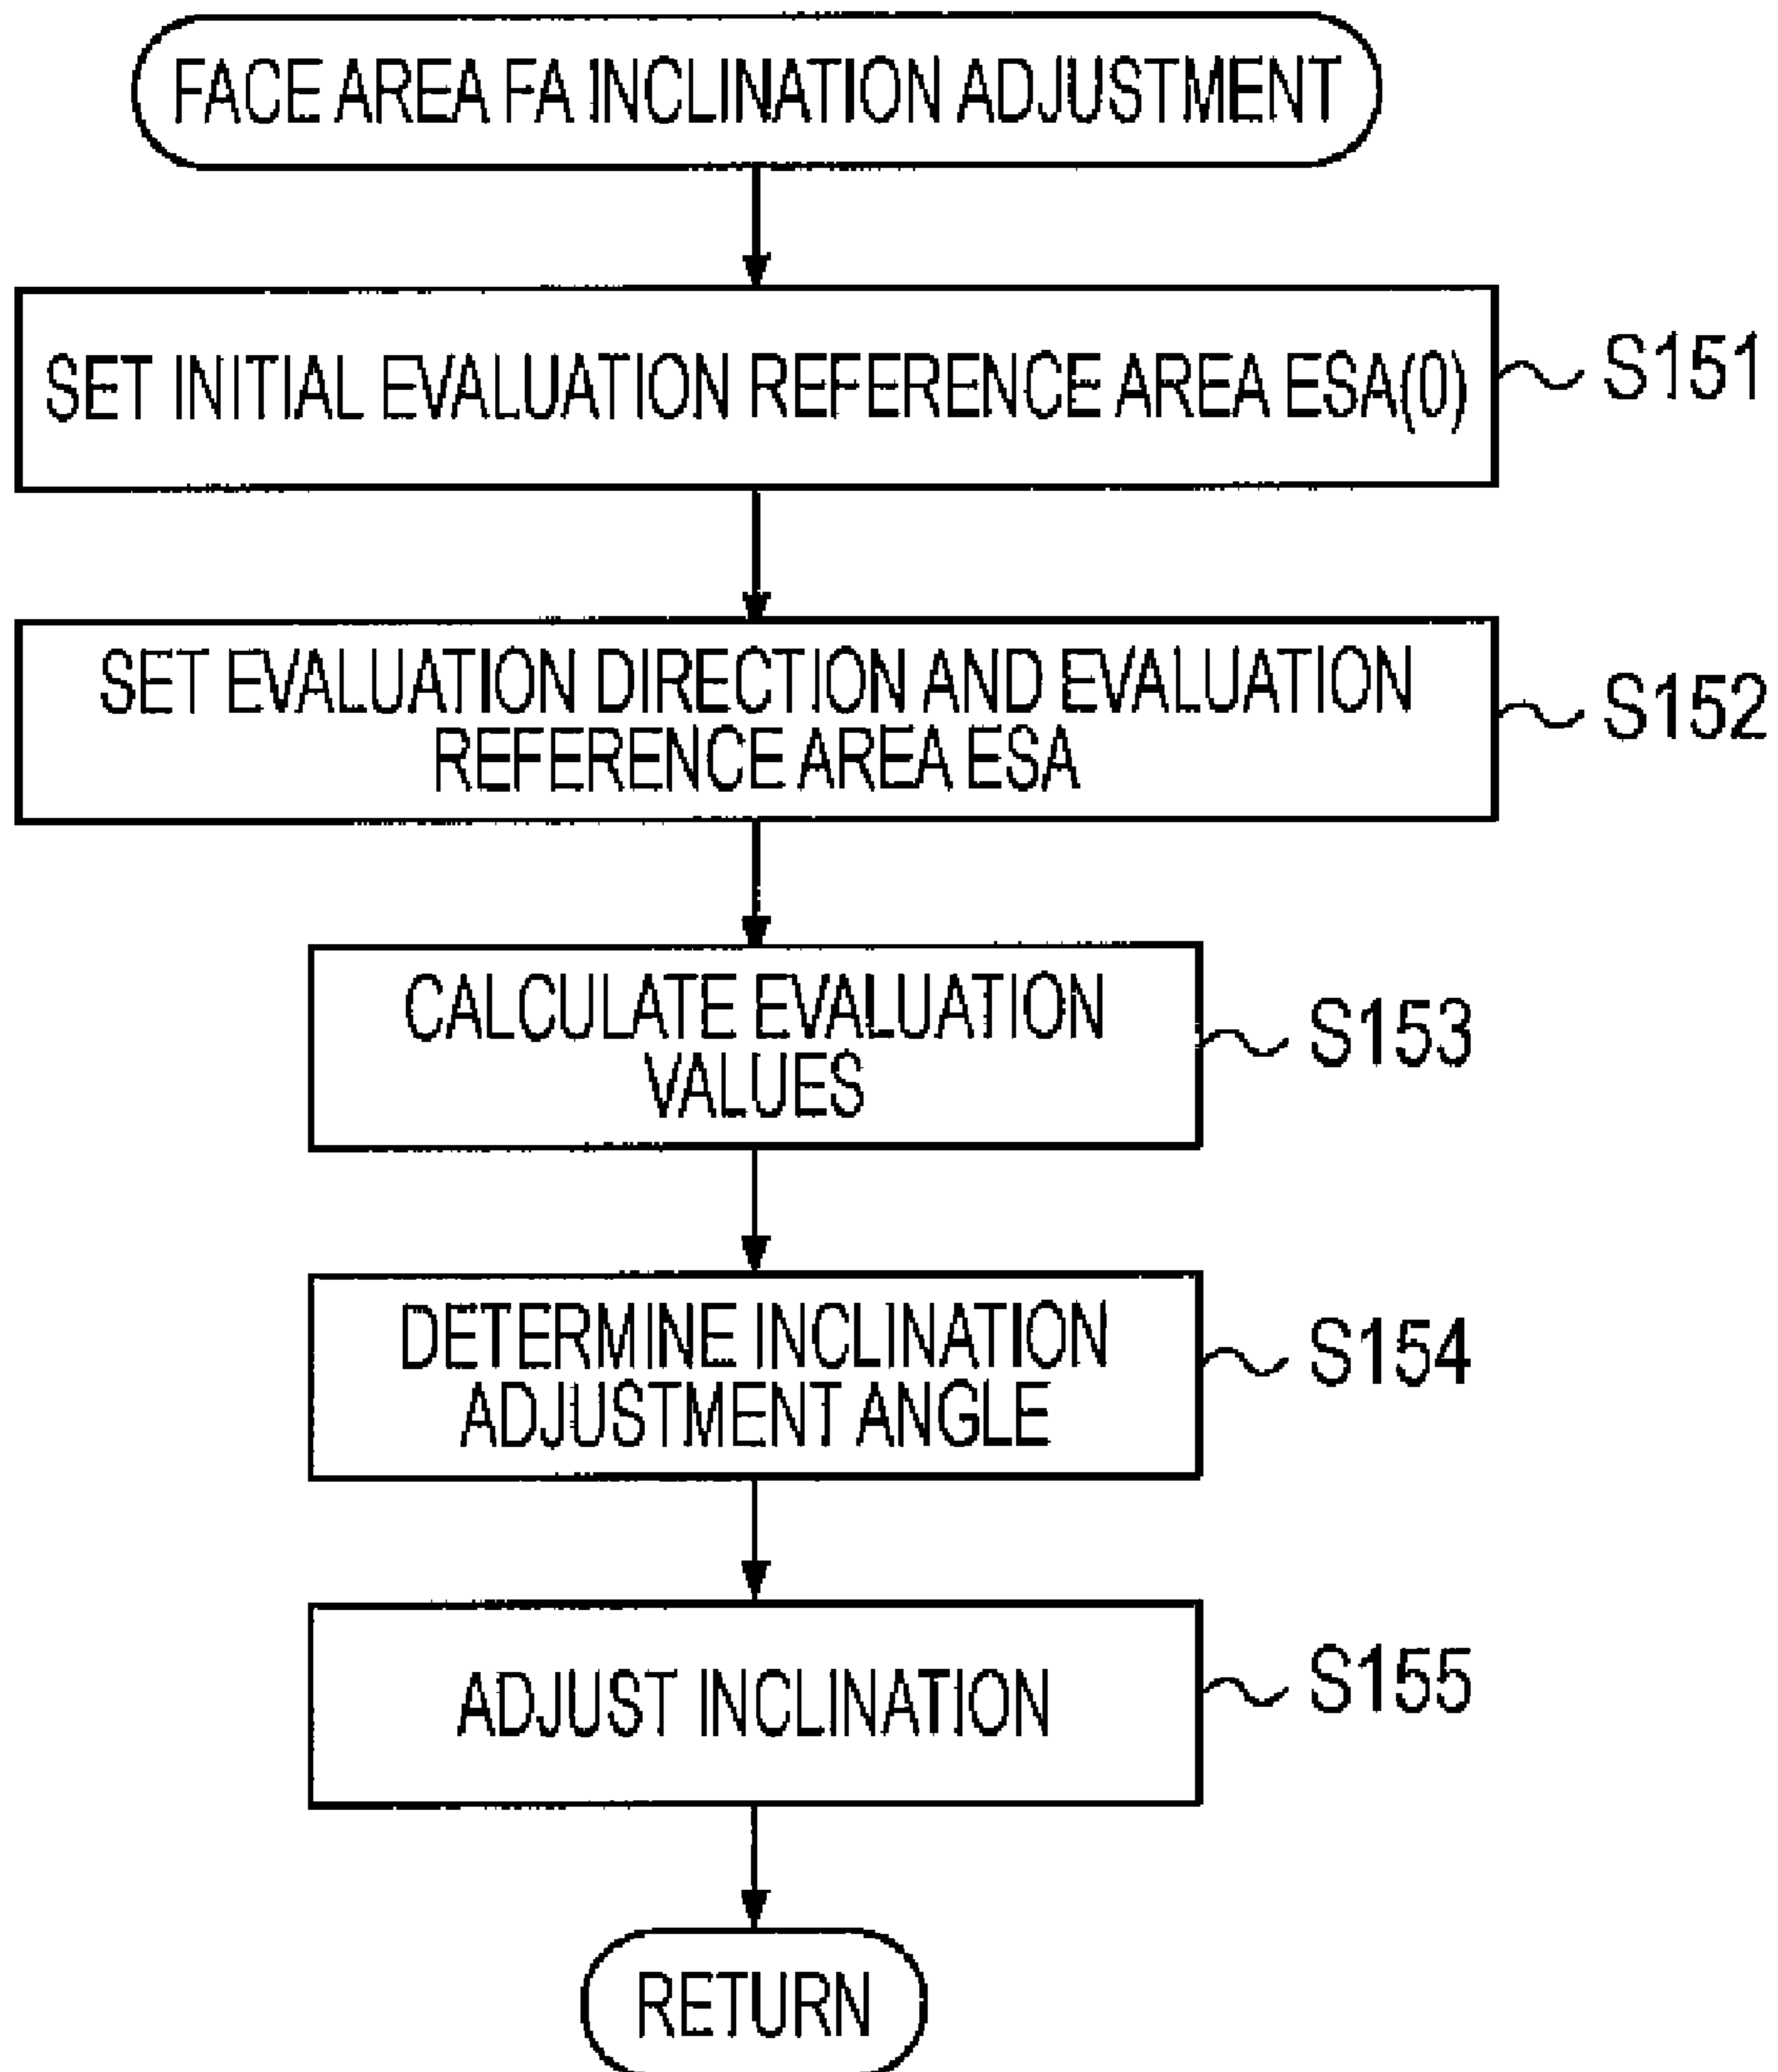 FACE AREA FA INCLINATION ADJUSTMENT
SET INITIAL EVALUATION REFERENCE AREA ESA(0)
S151
SET EVALUATION DIRECTION AND EVALUATION
REFERENCE AREA ESA
S152
CALCULATE EVALUATION
VALUES
S153
DETERMINE INCLINATION
ADJUSTMENT ANGLE
S154
ADJUST INCLINATION
S155
RETURN